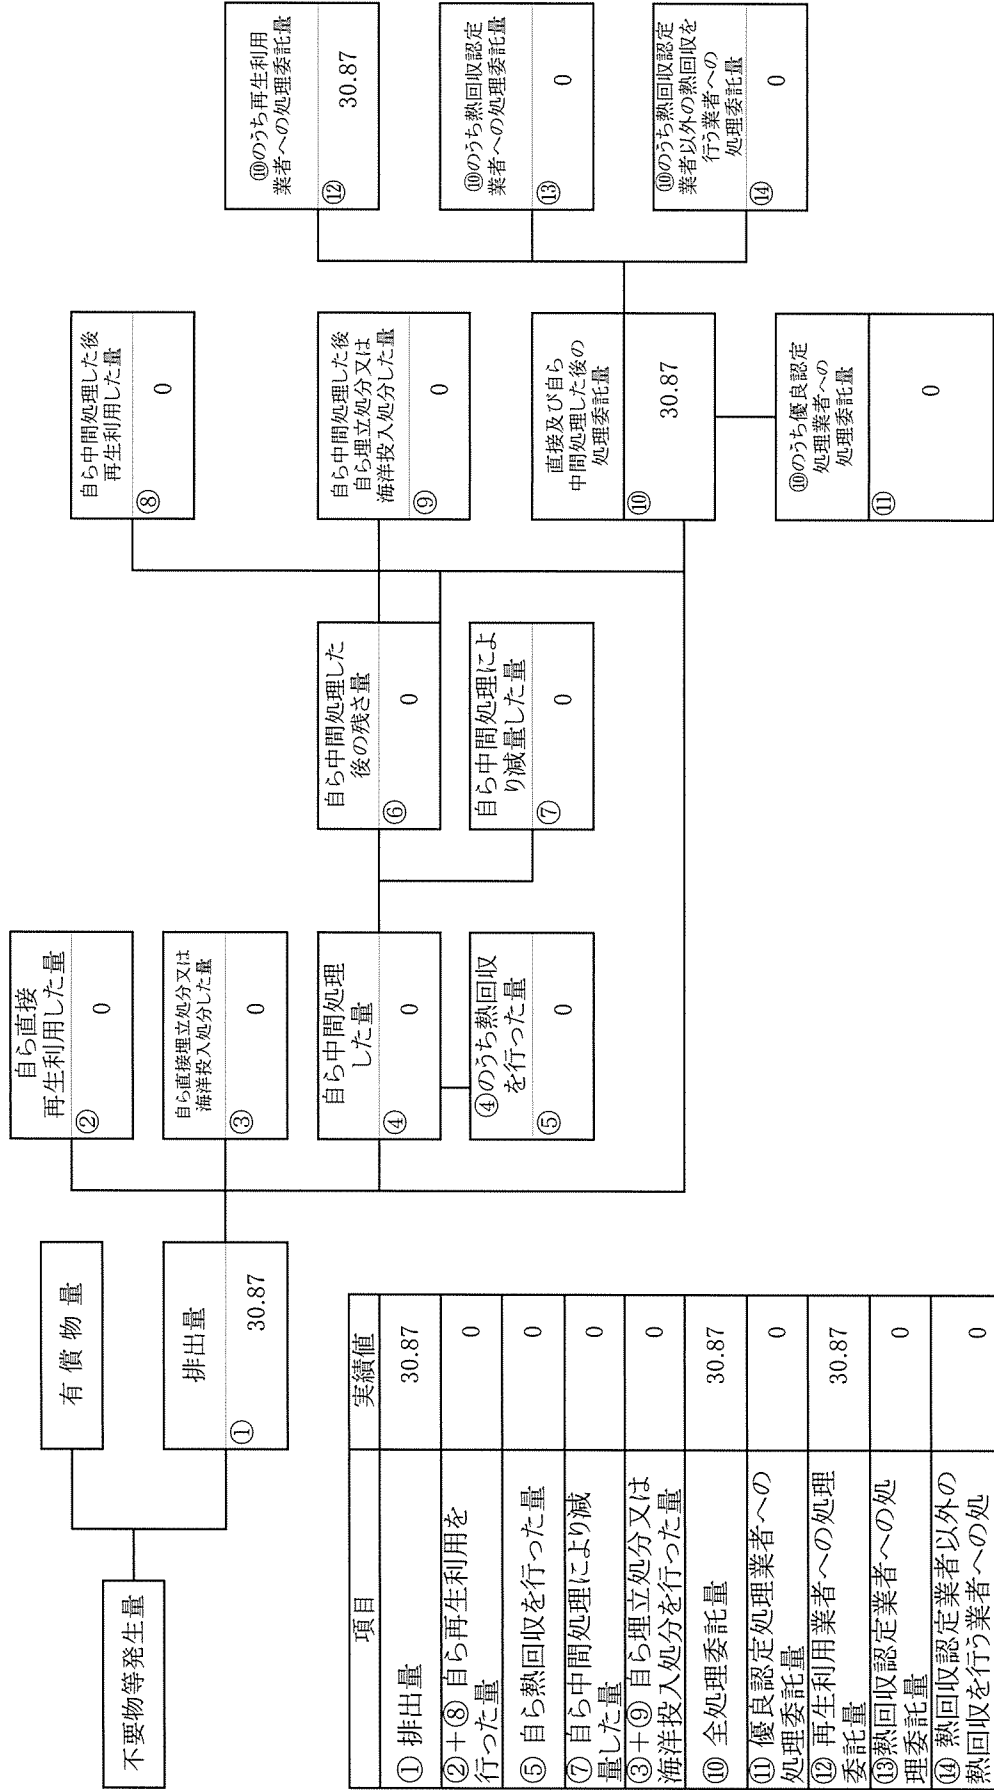 不要物等発生量
有償物量
排出量
①
30.87
自ら直接
再生利用した量
②
0
自ら直接埋立処分又は
海洋投入処分した量
③
0
自ら中間処理
した量
④
0
④のうち熱回収
を行った量
⑤
0
自ら中間処理した
後の残さ量
⑥
0
自ら中間処理によ
り減量した量
⑦
0
自ら中間処理した後
再生利用した量
⑧
0
自ら中間処理した後
自ら埋立処分又は
海洋投入処分した量
⑨
0
直接及び自ら
中間処理した後の
処理委託量
⑩
30.87
⑩のうち優良認定
処理業者への
処理委託量
⑪
0
⑩のうち再生利用
業者への処理委託量
⑫
30.87
⑩のうち熱回収認定
業者への処理委託量
⑬
0
⑩のうち熱回収認定
業者以外の熱回収を
行う業者への
処理委託量
⑭
0
項目 実績値
① 排出量 30.87
②+⑧ 自ら再生利用を
行った量 0
⑤ 自ら熱回収を行った量 0
⑦ 自ら中間処理により減
量した量 0
③+⑨ 自ら埋立処分又は
海洋投入処分を行った量 0
⑩ 全処理委託量 30.87
⑪ 優良認定処理業者への
処理委託量 0
⑫ 再生利用業者への処理
委託量 30.87
⑬熱回収認定業者への処
理委託量 0
⑭ 熱回収認定業者以外の
熱回収を行う業者への処 0